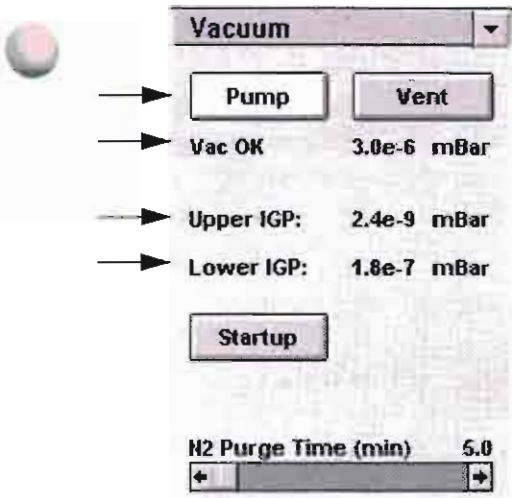 Vacuum
Pump Vent
Vac OK 3.0e-6 mBar
Upper IGP: 2.4e-9 mBar
Lower IGP: 1.8e-7 mBar
Startup
N2 Purge Time (min) 5.0